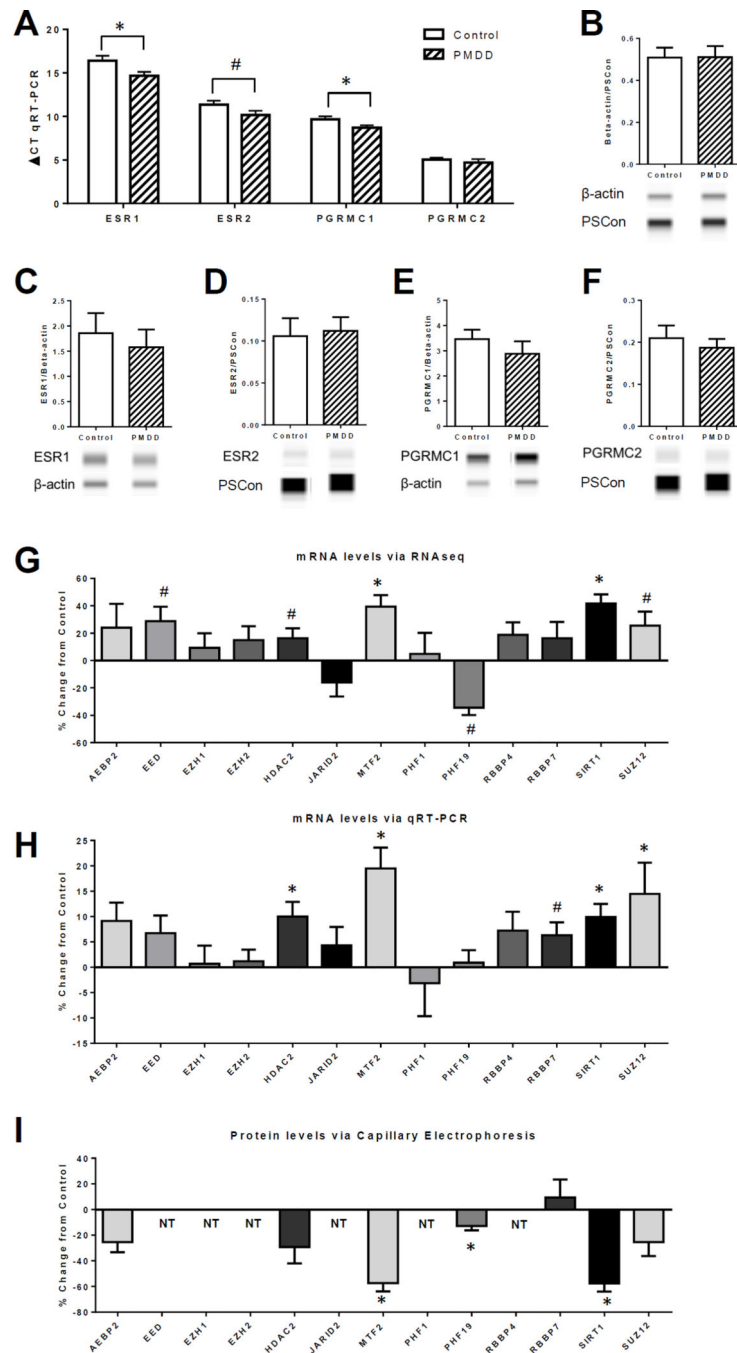 A
B
▲CT qRT-PCR
20
15
10
5
0
*
#
*
Control
PMDD
ESR1
ESR2
PGRMC1
PGRMC2
Beta-actin/PSCon
0.6
0.4
0.2
0.0
Control
PMDD
β-actin
PSCon
C
D
E
F
ESR1/Beta-actin
2.5
2.0
1.5
1.0
0.5
0.0
Control
PMDD
ESR1
β-actin
ESR2/PSCon
0.15
0.10
0.05
0.00
Control
PMDD
ESR2
PSCon
PGRMC1/Beta-actin
5
4
3
2
1
0
Control
PMDD
PGRMC1
β-actin
PGRMC2/PSCon
0.3
0.2
0.1
0.0
Control
PMDD
PGRMC2
PSCon
G
mRNA levels via RNAseq
% Change from Control
60
40
20
0
-20
-40
-60
#
#
*
#
*
#
AEBP2
EED
EZH1
EZH2
HDAC2
JARID2
MTF2
PHF1
PHF19
RBBP4
RBBP7
SIRT1
SUZ12
H
mRNA levels via qRT-PCR
% Change from Control
25
20
15
10
5
0
-5
-10
-15
*
*
#
*
*
AEBP2
EED
EZH1
EZH2
HDAC2
JARID2
MTF2
PHF1
PHF19
RBBP4
RBBP7
SIRT1
SUZ12
I
Protein levels via Capillary Electrophoresis
% Change from Control
40
20
0
-20
-40
-60
-80
NT
NT
NT
NT
*
NT
*
NT
*
AEBP2
EED
EZH1
EZH2
HDAC2
JARID2
MTF2
PHF1
PHF19
RBBP4
RBBP7
SIRT1
SUZ12